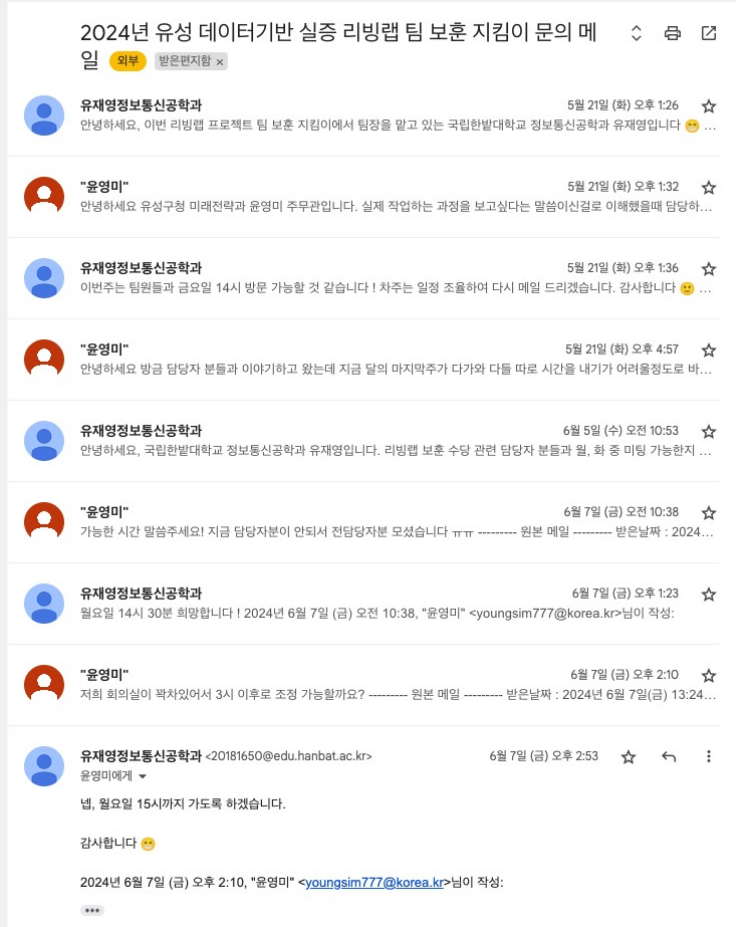 2024년 유성 데이터기반 실증 리빙랩 팀 보훈 지킴이 문의 메
일 외부 받은편지함 ×
유재영정보통신공학과 5월 21일 (화) 오후 1:26
안녕하세요, 이번 리빙랩 프로젝트 팀 보훈 지킴이에서 팀장을 맡고 있는 국립한밭대학교 정보통신공학과 유재영입니다 😁 ...
"윤영미" 5월 21일 (화) 오후 1:32
안녕하세요 유성구청 미래전략과 윤영미 주무관입니다. 실제 작업하는 과정을 보고싶다는 말씀이신걸로 이해했을때 담당하...
유재영정보통신공학과 5월 21일 (화) 오후 1:36
이번주는 팀원들과 금요일 14시 방문 가능할 것 같습니다 ! 차주는 일정 조율하여 다시 메일 드리겠습니다. 감사합니다 🙂 ...
"윤영미" 5월 21일 (화) 오후 4:57
안녕하세요 방금 담당자 분들과 이야기하고 왔는데 지금 달의 마지막주가 다가와 다들 따로 시간을 내기가 어려울정도로 바...
유재영정보통신공학과 6월 5일 (수) 오전 10:53
안녕하세요, 국립한밭대학교 정보통신공학과 유재영입니다. 리빙랩 보훈 수당 관련 담당자 분들과 월, 화 중 미팅 가능한지 ...
"윤영미" 6월 7일 (금) 오전 10:38
가능한 시간 말씀주세요! 지금 담당자분이 안되서 전담당자분 모셨습니다 ㅠㅠ --------- 원본 메일 --------- 받은날짜 : 2024...
유재영정보통신공학과 6월 7일 (금) 오후 1:23
월요일 14시 30분 희망합니다 ! 2024년 6월 7일 (금) 오전 10:38, "윤영미" <youngsim777@korea.kr>님이 작성:
"윤영미" 6월 7일 (금) 오후 2:10
저희 회의실이 꽉차있어서 3시 이후로 조정 가능할까요? --------- 원본 메일 --------- 받은날짜 : 2024년 6월 7일(금) 13:24...
유재영정보통신공학과 <20181650@edu.hanbat.ac.kr> 6월 7일 (금) 오후 2:53
윤영미에게
넵, 월요일 15시까지 가도록 하겠습니다.
감사합니다 😁
2024년 6월 7일 (금) 오후 2:10, "윤영미" <youngsim777@korea.kr>님이 작성: